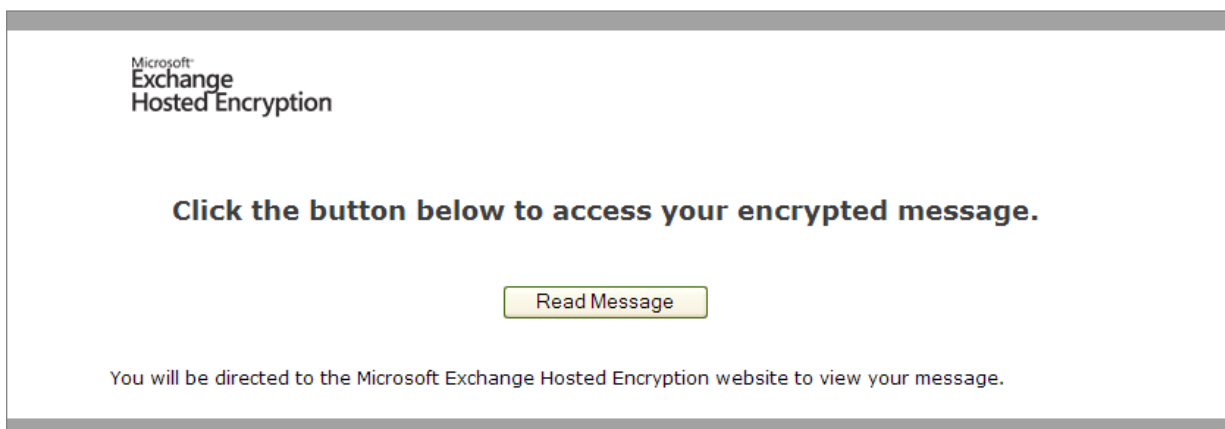 Microsoft®
Exchange
Hosted Encryption
Click the button below to access your encrypted message.
Read Message
You will be directed to the Microsoft Exchange Hosted Encryption website to view your message.